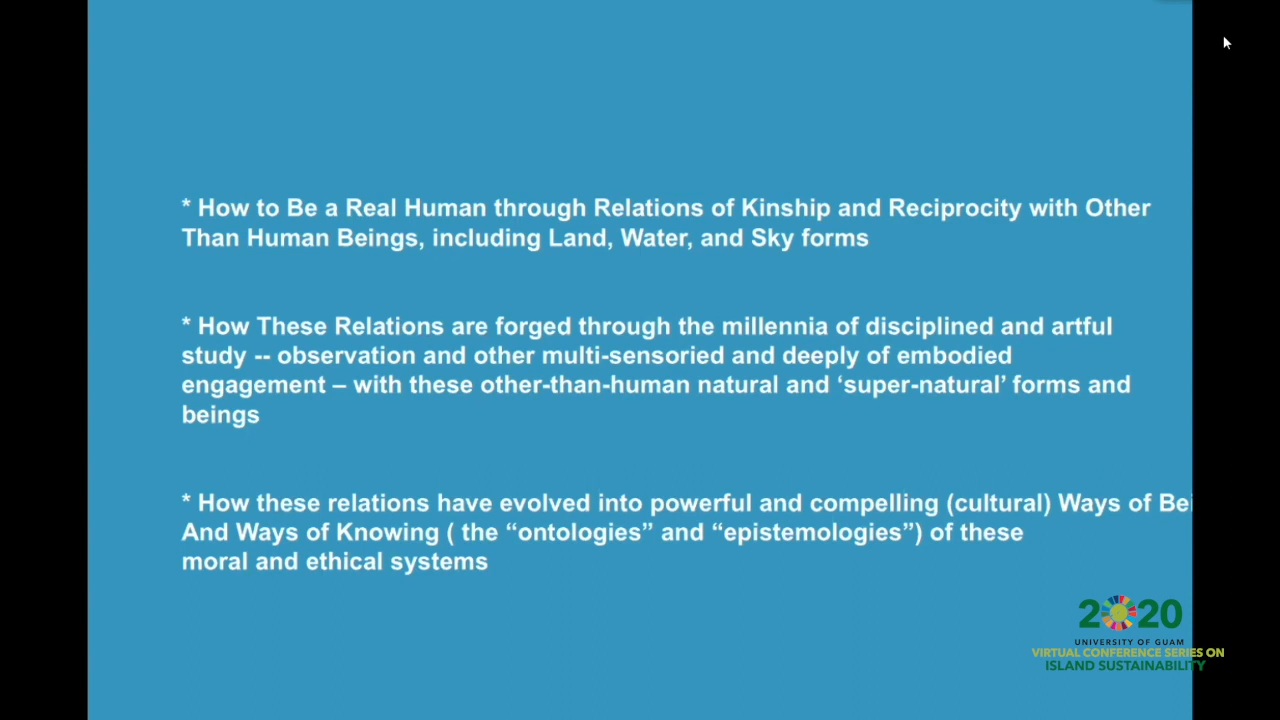 * How to Be a Real Human through Relations of Kinship and Reciprocity with Other
Than Human Beings, including Land, Water, and Sky forms
* How These Relations are forged through the millennia of disciplined and artful
study -- observation and other multi-sensoried and deeply of embodied
engagement – with these other-than-human natural and ‘super-natural’ forms and
beings
* How these relations have evolved into powerful and compelling (cultural) Ways of Bei
And Ways of Knowing ( the “ontologies” and “epistemologies”) of these
moral and ethical systems
2020
UNIVERSITY OF GUAM
VIRTUAL CONFERENCE SERIES ON
ISLAND SUSTAINABILITY